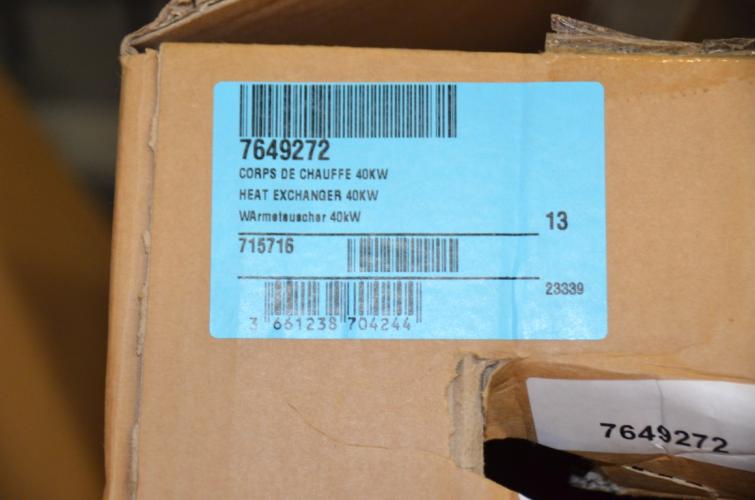 7649272
CORPS DE CHAUFFE 40KW
HEAT EXCHANGER 40KW
WArmetauscher 40kW
13
715716
23339
3 661238 704244
7649272